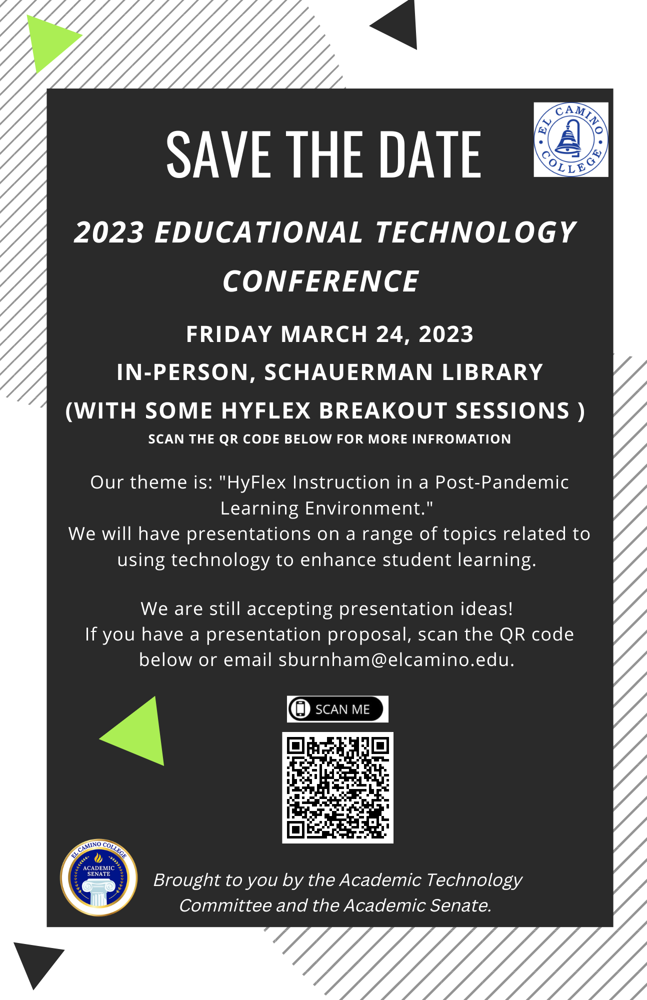 SAVE THE DATE
EL CAMINO
COLLEGE
2023 EDUCATIONAL TECHNOLOGY
CONFERENCE
FRIDAY MARCH 24, 2023
IN-PERSON, SCHAUERMAN LIBRARY
(WITH SOME HYFLEX BREAKOUT SESSIONS )
SCAN THE QR CODE BELOW FOR MORE INFROMATION
Our theme is: "HyFlex Instruction in a Post-Pandemic
Learning Environment."
We will have presentations on a range of topics related to
using technology to enhance student learning.
We are still accepting presentation ideas!
If you have a presentation proposal, scan the QR code
below or email sburnham@elcamino.edu.
SCAN ME
EL CAMINO COLLEGE
ACADEMIC
SENATE
Brought to you by the Academic Technology
Committee and the Academic Senate.